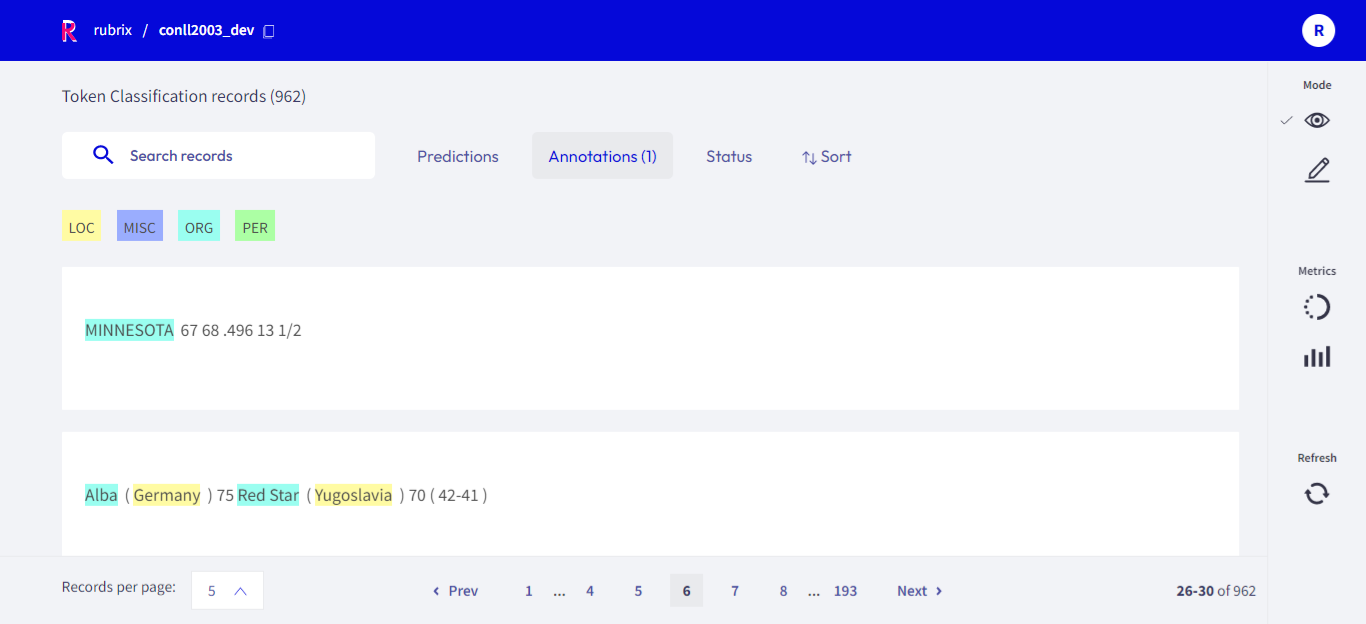 rubrix / conll2003_dev
R
Token Classification records (962)
Mode
Search records
Predictions
Annotations (1)
Status
Sort
LOC
MISC
ORG
PER
Metrics
MINNESOTA 67 68 .496 13 1/2
Refresh
Alba ( Germany ) 75 Red Star ( Yugoslavia ) 70 ( 42-41 )
Records per page: 5
Prev 1 ... 4 5 6 7 8 ... 193 Next
26-30 of 962